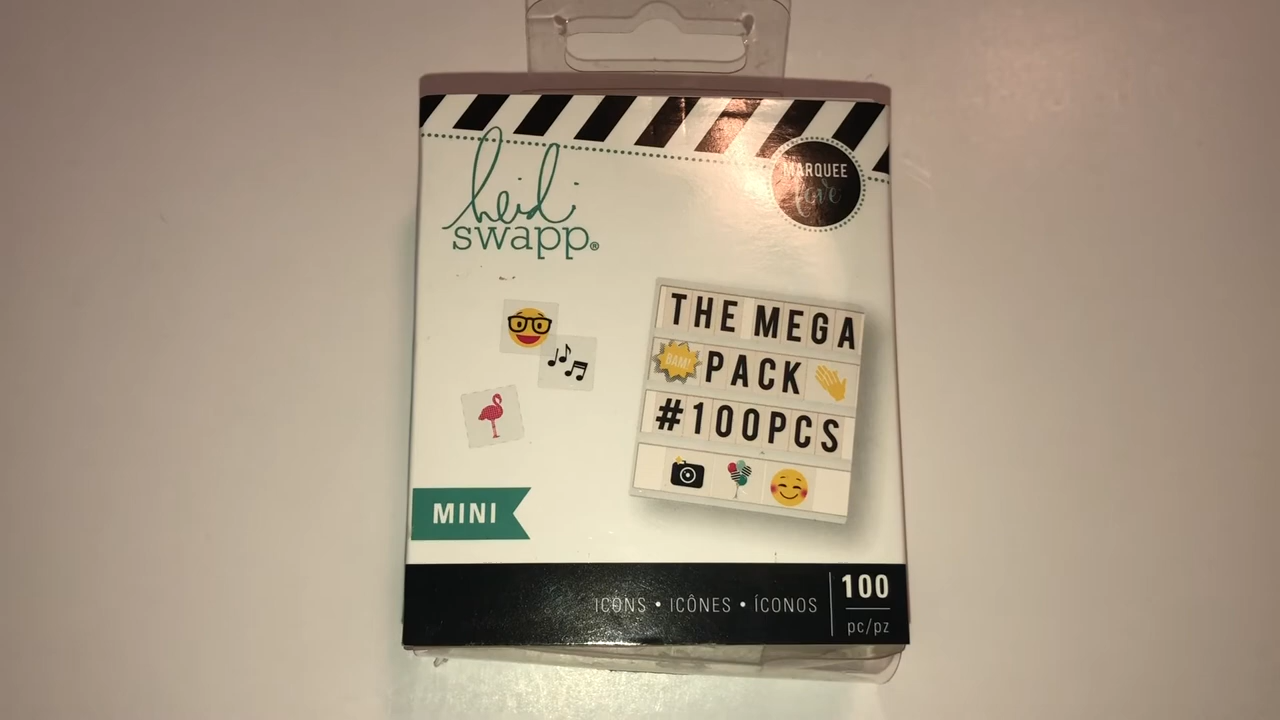 heidi
swapp®
MARQUEE
love
THE MEGA
BAM! PACK
#100PCS
MINI
ICONS • ICÔNES • ÍCONOS
100
pc/pz